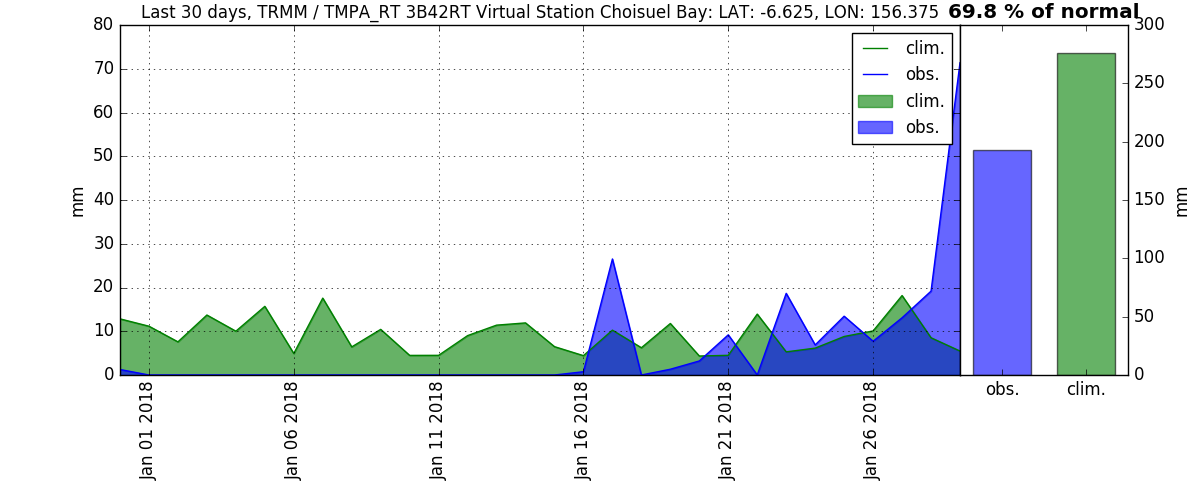 Last 30 days, TRMM / TMPA_RT 3B42RT Virtual Station Choisuel Bay: LAT: -6.625, LON: 156.375
69.8 % of normal
80
70
60
50
40
30
20
10
0
mm
clim.
obs.
clim.
obs.
Jan 01 2018
Jan 06 2018
Jan 11 2018
Jan 16 2018
Jan 21 2018
Jan 26 2018
300
250
200
150
100
50
0
mm
obs.
clim.